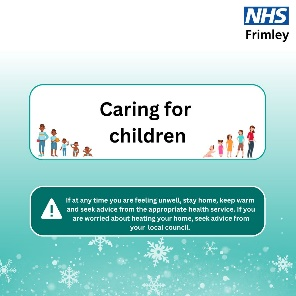 NHS
Frimley
Caring for
children
If at any time you are feeling unwell, stay home, keep warm
and seek advice from the appropriate health service. If you
are worried about heating your home, seek advice from
your local council.